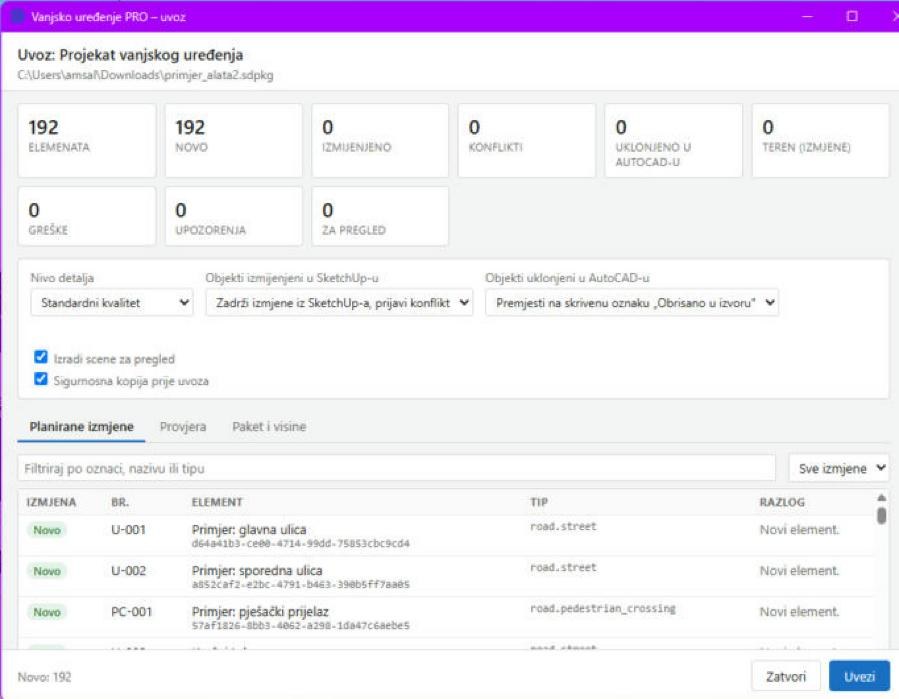 Vanjsko uređenje PRO – uvoz
Uvoz: Projekat vanjskog uređenja
C:\Users\amsal\Downloads\primjer_alata2.sdpkg
192
ELEMENATA
192
NOVO
0
IZMIJENJENO
0
KONFLIKTI
0
UKLONJENO U
AUTOCAD-U
0
TEREN (IZMJENE)
0
GREŠKE
0
UPOZORENJA
0
ZA PREGLED
Nivo detalja
Standardni kvalitet
Objekti izmijenjeni u SketchUp-u
Zadrži izmjene iz SketchUp-a, prijavi konflikt
Objekti uklonjeni u AutoCAD-u
Premjesti na skrivenu oznaku „Obrisano u izvoru"
Izradi scene za pregled
Sigurnosna kopija prije uvoza
Planirane izmjene Provjera Paket i visine
Filtriraj po oznaci, nazivu ili tipu
Sve izmjene
IZMJENA BR. ELEMENT TIP RAZLOG
Novo U-001 Primjer: glavna ulica road.street Novi element.
d64a41b3-ce00-4714-99dd-75853cbc9cd4
Novo U-002 Primjer: sporedna ulica road.street Novi element.
a852caf2-e2bc-4791-b463-390b5ff7aa05
Novo PC-001 Primjer: pješački prijelaz road.pedestrian_crossing Novi element.
57af1826-8bb3-4062-a298-1da47c6aebe5
Novo: 192
Zatvori
Uvezi